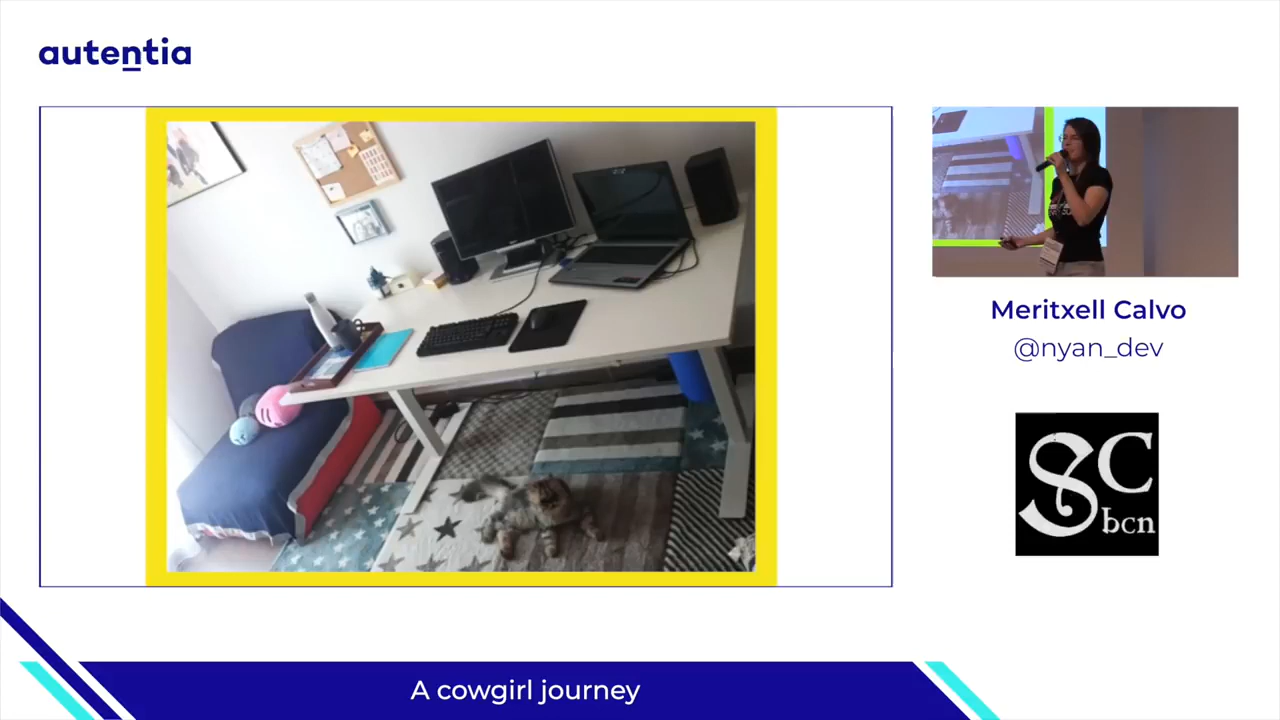 autentia
Meritxell Calvo
@nyan_dev
SC
bcn
A cowgirl journey